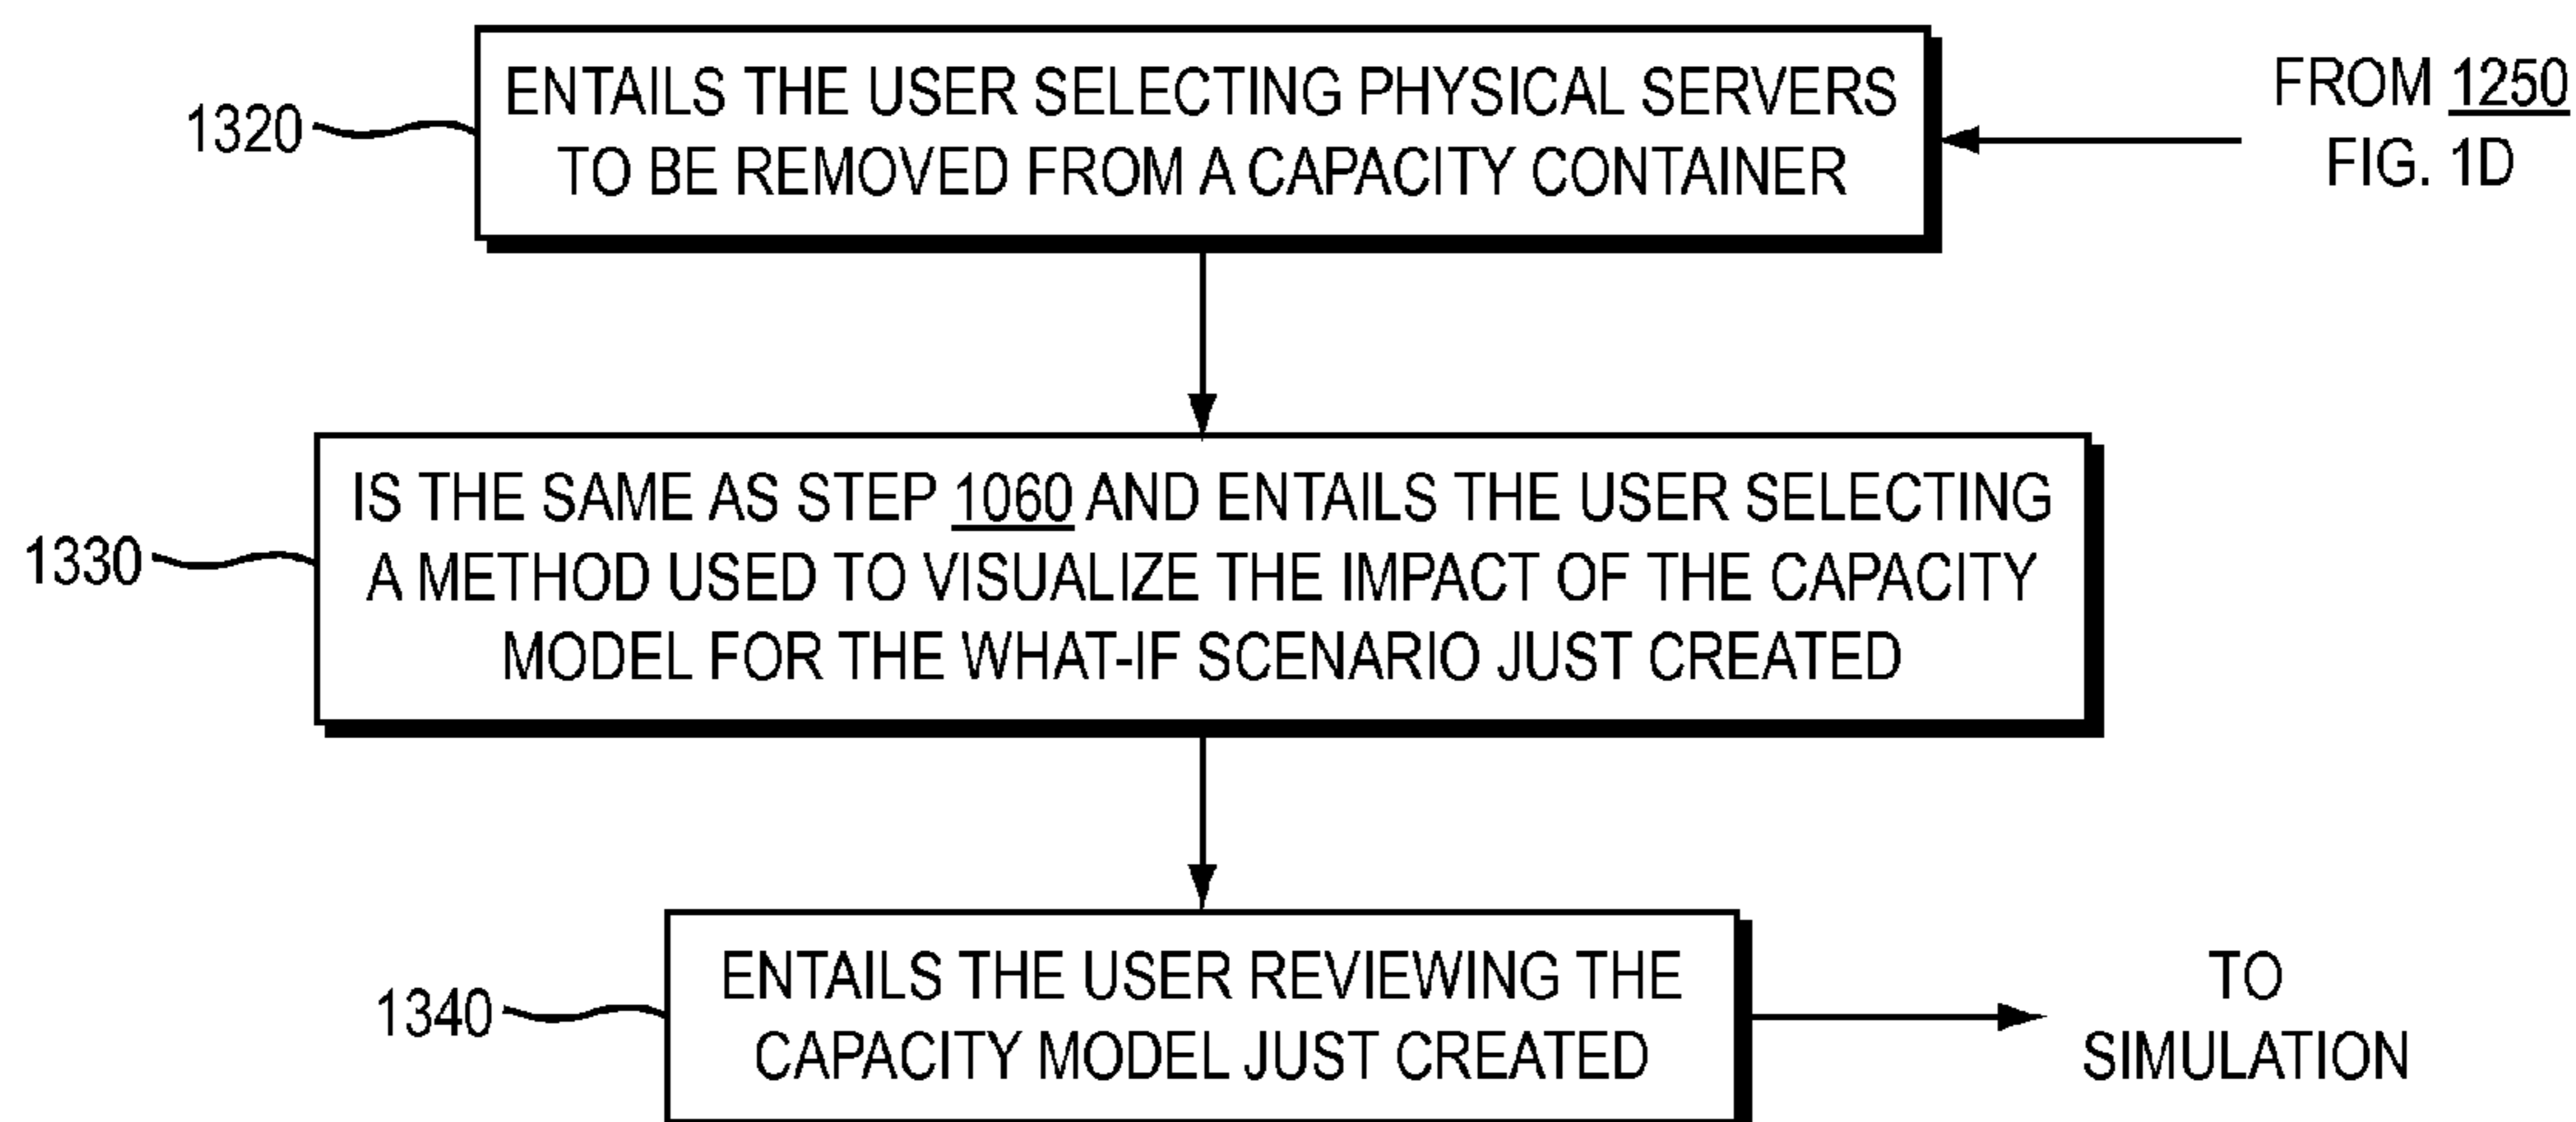 1320
ENTAILS THE USER SELECTING PHYSICAL SERVERS
TO BE REMOVED FROM A CAPACITY CONTAINER
FROM 1250
FIG. 1D
1330
IS THE SAME AS STEP 1060 AND ENTAILS THE USER SELECTING
A METHOD USED TO VISUALIZE THE IMPACT OF THE CAPACITY
MODEL FOR THE WHAT-IF SCENARIO JUST CREATED
1340
ENTAILS THE USER REVIEWING THE
CAPACITY MODEL JUST CREATED
TO
SIMULATION